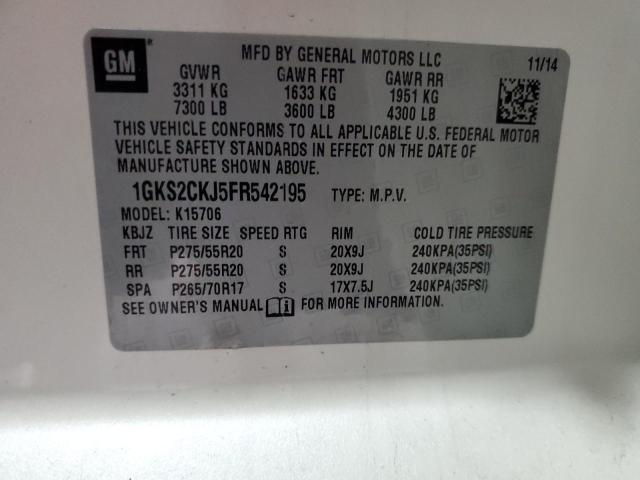 GM
MFD BY GENERAL MOTORS LLC
11/14
GVWR GAWR FRT GAWR RR
3311 KG 1633 KG 1951 KG
7300 LB 3600 LB 4300 LB
THIS VEHICLE CONFORMS TO ALL APPLICABLE U.S. FEDERAL MOTOR
VEHICLE SAFETY STANDARDS IN EFFECT ON THE DATE OF
MANUFACTURE SHOWN ABOVE.
1GKS2CKJ5FR542195 TYPE: M.P.V.
MODEL: K15706
KBJZ TIRE SIZE SPEED RTG RIM COLD TIRE PRESSURE
FRT P275/55R20 S 20X9J 240KPA(35PSI)
RR P275/55R20 S 20X9J 240KPA(35PSI)
SPA P265/70R17 S 17X7.5J 240KPA(35PSI)
SEE OWNER'S MANUAL FOR MORE INFORMATION.